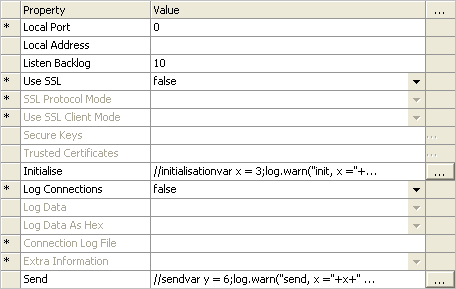 Property Value ...
* Local Port 0
Local Address
Listen Backlog 10
* Use SSL false
* SSL Protocol Mode
* Use SSL Client Mode
Secure Keys ...
Trusted Certificates ...
Initialise //initialisationvar x = 3;log.warn("init, x ="+... ...
* Log Connections false
Log Data
Log Data As Hex
* Connection Log File
* Extra Information
Send //sendvar y = 6;log.warn("send, x ="+x+" ... ...